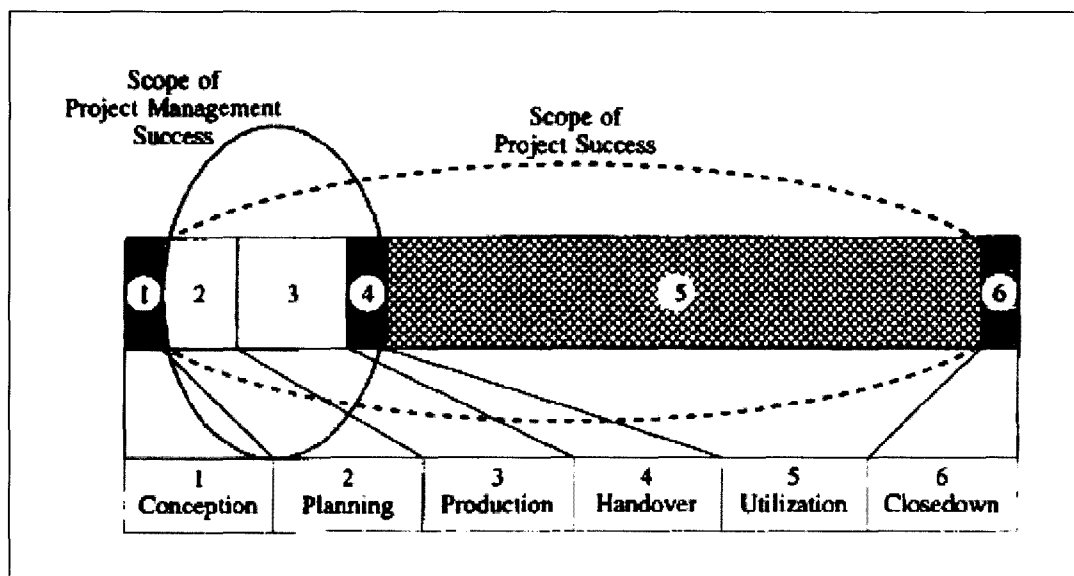 Scope of
Project Management
Success
Scope of
Project Success
1
2
3
4
5
6
1 2 3 4 5 6
Conception Planning Production Handover Utilization Closedown